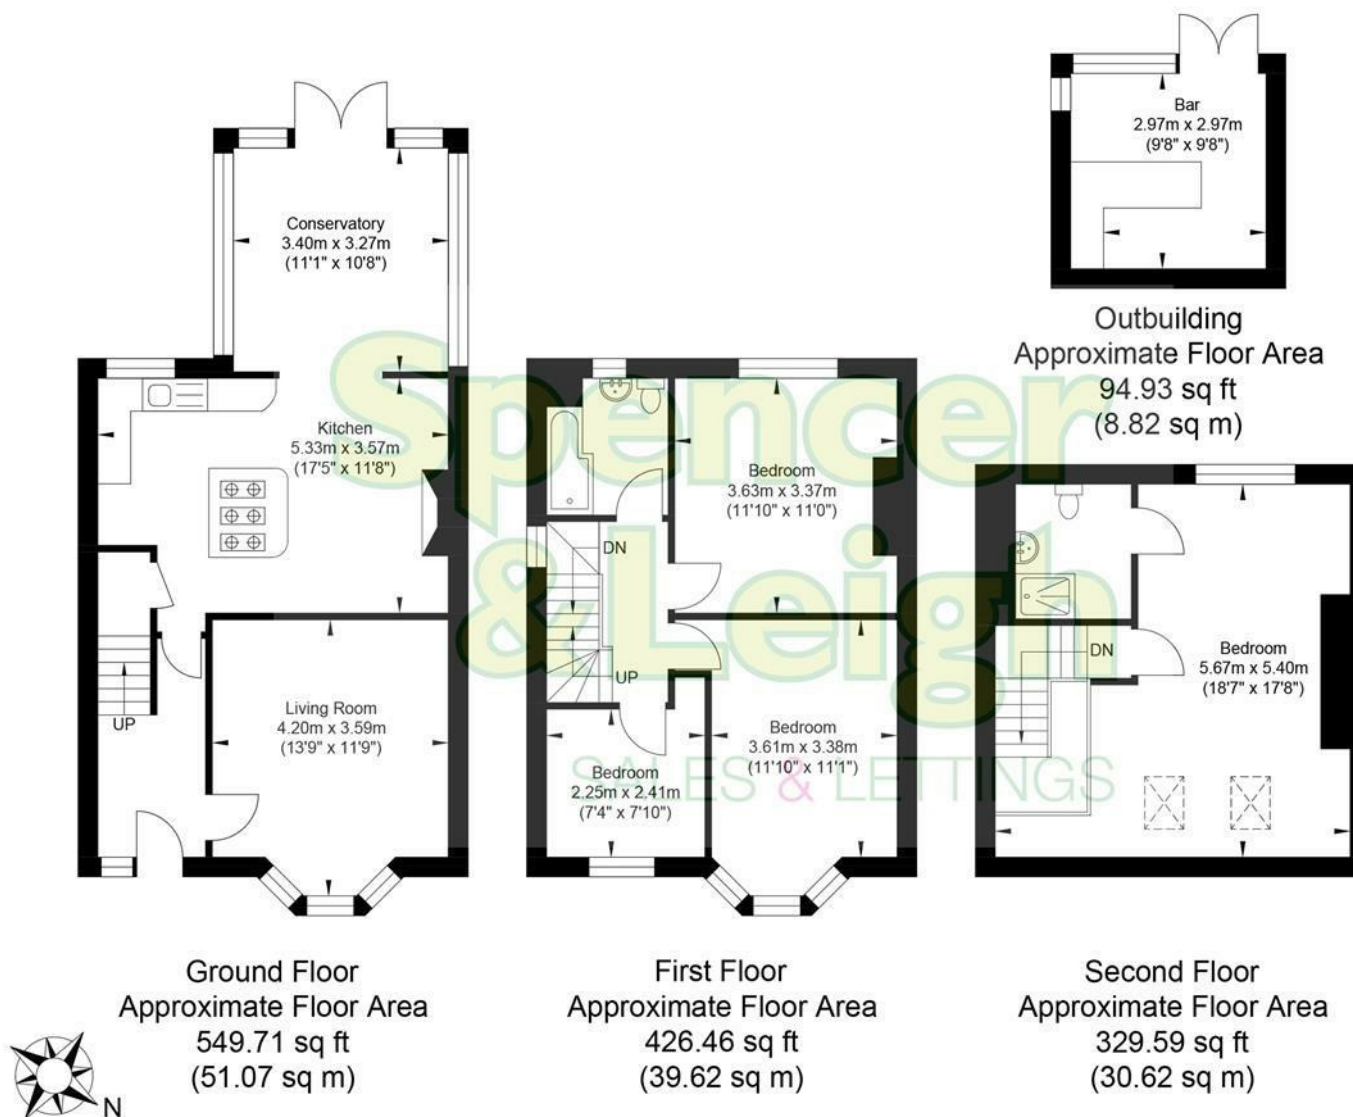 Bar
2.97m x 2.97m
(9'8" x 9'8")
Outbuilding
Approximate Floor Area
94.93 sq ft
(8.82 sq m)
Conservatory
3.40m x 3.27m
(11'1" x 10'8")
Kitchen
5.33m x 3.57m
(17'5" x 11'8")
UP
Living Room
4.20m x 3.59m
(13'9" x 11'9")
Ground Floor
Approximate Floor Area
549.71 sq ft
(51.07 sq m)
Bedroom
3.63m x 3.37m
(11'10" x 11'0")
DN
UP
Bedroom
2.25m x 2.41m
(7'4" x 7'10")
Bedroom
3.61m x 3.38m
(11'10" x 11'1")
First Floor
Approximate Floor Area
426.46 sq ft
(39.62 sq m)
DN
Bedroom
5.67m x 5.40m
(18'7" x 17'8")
Second Floor
Approximate Floor Area
329.59 sq ft
(30.62 sq m)
Spencer
& Leigh
SALES & LETTINGS
N